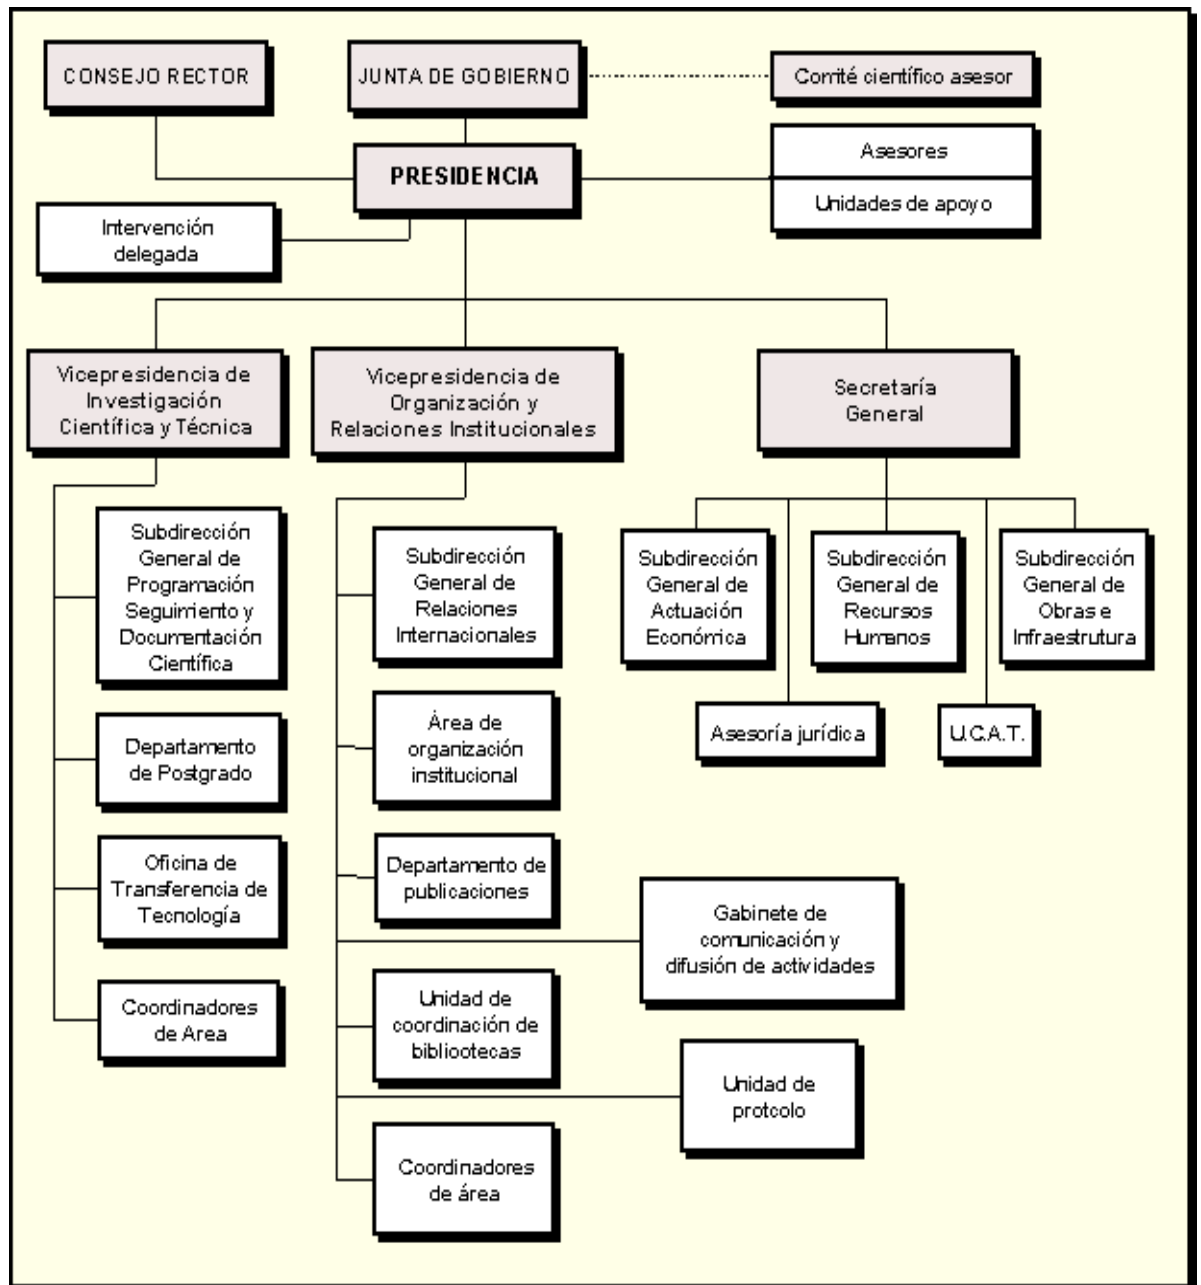 CONSEJO RECTOR
JUNTA DE GOBIERNO
Comité científico asesor
PRESIDENCIA
Asesores
Unidades de apoyo
Intervención
delegada
Vicepresidencia de
Investigación
Científica y Técnica
Vicepresidencia de
Organización y
Relaciones Institucionales
Secretaría
General
Subdirección
General de
Programación
Seguimiento y
Documentación
Científica
Departamento
de Postgrado
Oficina de
Transferencia de
Tecnología
Coordinadores
de Area
Subdirección
General de
Relaciones
Internacionales
Área de
organización
institucional
Departamento de
publicaciones
Gabinete de
comunicación y
difusión de actividades
Unidad de
coordinación de
bibliootecas
Unidad de
protcolo
Coordinadores
de área
Subdirección
General de
Actuación
Económica
Subdirección
General de
Recursos
Humanos
Subdirección
General de
Obras e
Infraestrutura
Asesoría jurídica
U.C.A.T.